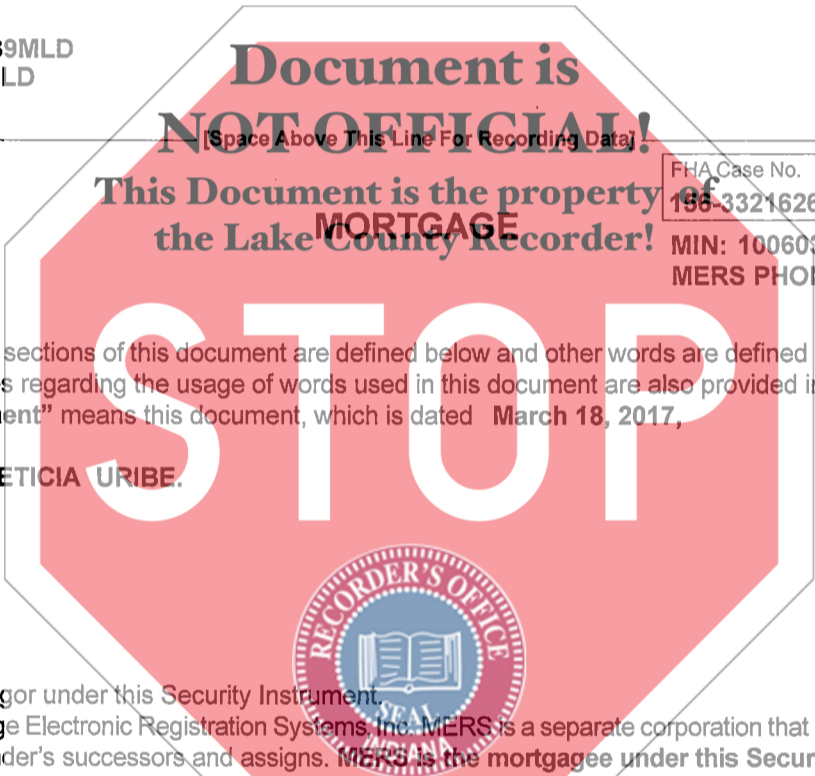 9MLD
LD
Document is
NOT OFFICIAL!
[Space Above This Line For Recording Data]
FHA Case No.
This Document is the property of
156-3321626
MORTGAGE
the Lake County Recorder!
MIN: 100603
MERS PHO
STOP
sections of this document are defined below and other words are defined
s regarding the usage of words used in this document are also provided i
ent” means this document, which is dated March 18, 2017,
ETICIA URIBE.
RECORDER'S OFFICE
SEAL
INDIANA
gor under this Security Instrument.
ge Electronic Registration Systems, Inc. MERS is a separate corporation that
der's successors and assigns. MERS is the mortgagee under this Secur